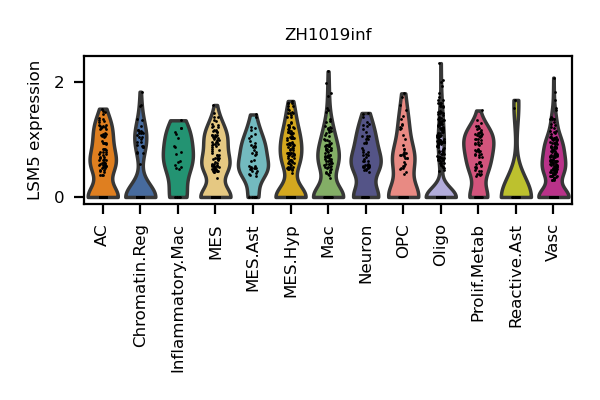 ZH1019inf
LSM5 expression
2
0
AC
Chromatin.Reg
Inflammatory.Mac
MES
MES.Ast
MES.Hyp
Mac
Neuron
OPC
Oligo
Prolif.Metab
Reactive.Ast
Vasc